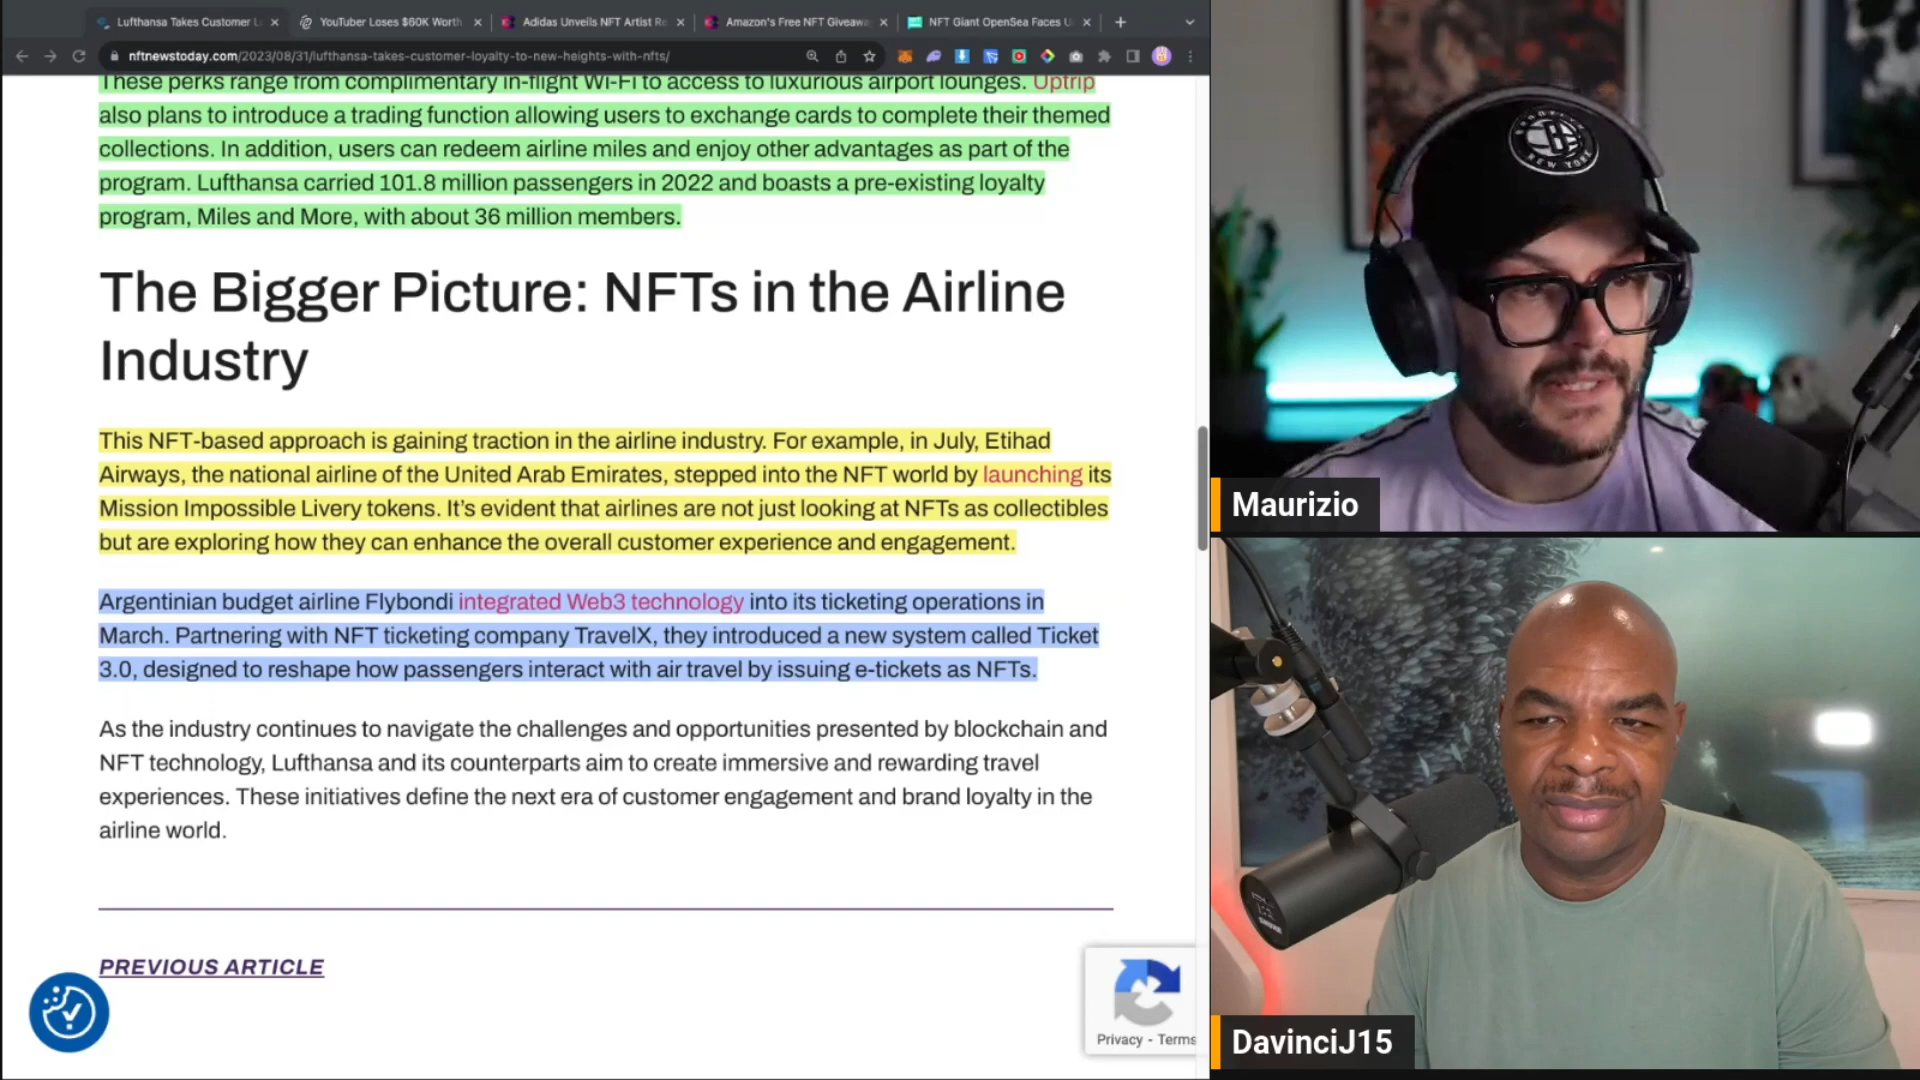 Lufthansa Takes Customer L
YouTuber Loses $60K Worth
Adidas Unveils NFT Artist Re
Amazon's Free NFT Giveawa
NFT Giant OpenSea Faces U
nftnewstoday.com/2023/08/31/lufthansa-takes-customer-loyalty-to-new-heights-with-nfts/
These perks range from complimentary in-flight Wi-Fi to access to luxurious airport lounges. Uptrip
also plans to introduce a trading function allowing users to exchange cards to complete their themed
collections. In addition, users can redeem airline miles and enjoy other advantages as part of the
program. Lufthansa carried 101.8 million passengers in 2022 and boasts a pre-existing loyalty
program, Miles and More, with about 36 million members.
The Bigger Picture: NFTs in the Airline
Industry
This NFT-based approach is gaining traction in the airline industry. For example, in July, Etihad
Airways, the national airline of the United Arab Emirates, stepped into the NFT world by launching its
Mission Impossible Livery tokens. It's evident that airlines are not just looking at NFTs as collectibles
but are exploring how they can enhance the overall customer experience and engagement.
Argentinian budget airline Flybondi integrated Web3 technology into its ticketing operations in
March. Partnering with NFT ticketing company TravelX, they introduced a new system called Ticket
3.0, designed to reshape how passengers interact with air travel by issuing e-tickets as NFTs.
As the industry continues to navigate the challenges and opportunities presented by blockchain and
NFT technology, Lufthansa and its counterparts aim to create immersive and rewarding travel
experiences. These initiatives define the next era of customer engagement and brand loyalty in the
airline world.
PREVIOUS ARTICLE
Privacy - Terms
BROOKLYN
B
NEW YORK
Maurizio
SHURE
DavinciJ15